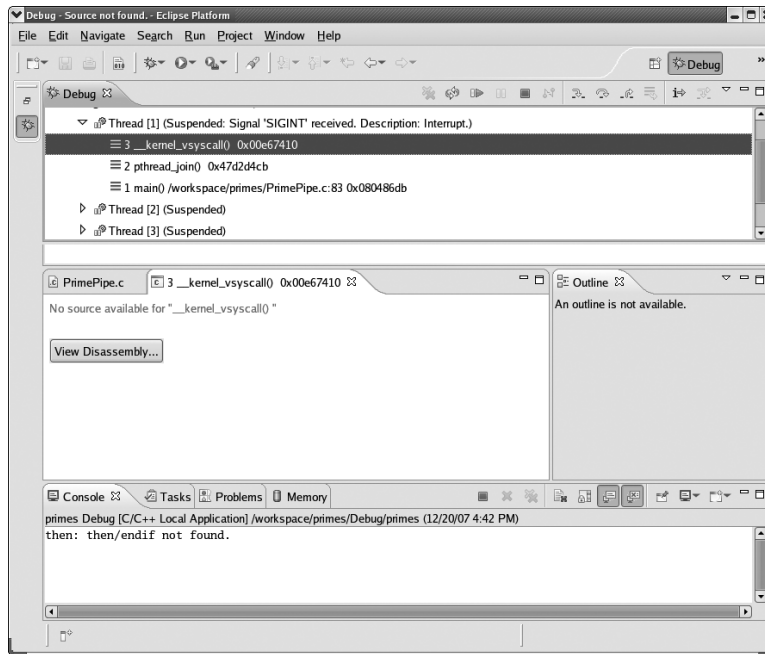 Debug - Source not found. - Eclipse Platform
File Edit Navigate Search Run Project Window Help
Debug
»
Debug
Thread [1] (Suspended: Signal 'SIGINT' received. Description: Interrupt.)
3 __kernel_vsyscall() 0x00e67410
2 pthread_join() 0x47d2d4cb
1 main() /workspace/primes/PrimePipe.c:83 0x080486db
Thread [2] (Suspended)
Thread [3] (Suspended)
PrimePipe.c
3 __kernel_vsyscall() 0x00e67410
Outline
No source available for "__kernel_vsyscall() "
An outline is not available.
View Disassembly...
Console Tasks Problems Memory
primes Debug [C/C++ Local Application] /workspace/primes/Debug/primes (12/20/07 4:42 PM)
then: then/endif not found.